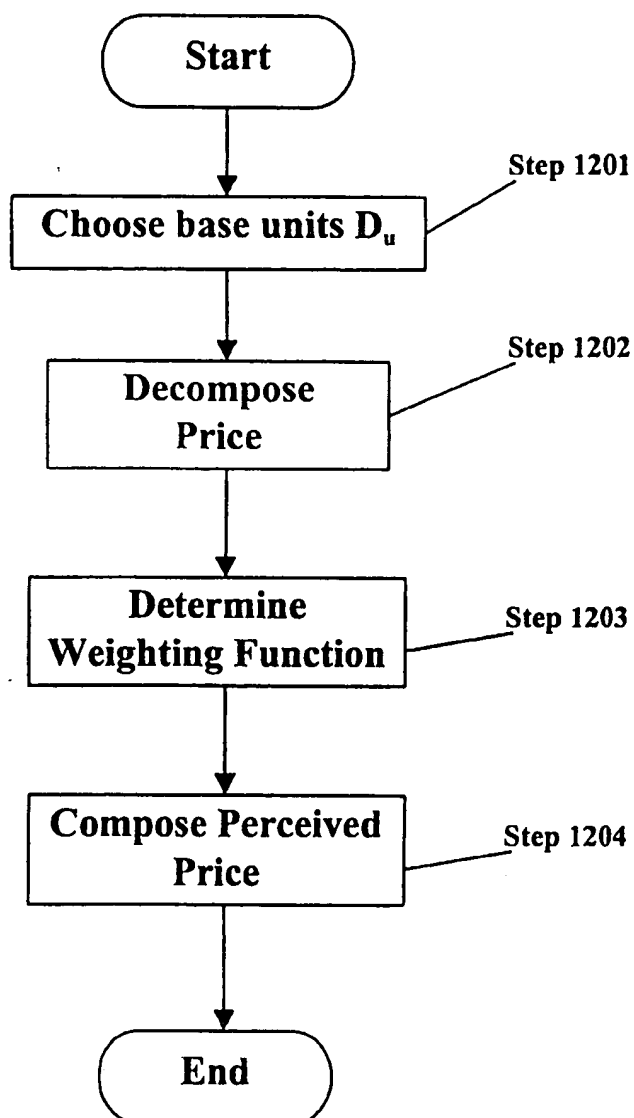 Start
Step 1201
Choose base units Du
Step 1202
Decompose
Price
Determine
Weighting Function
Step 1203
Compose Perceived
Price
Step 1204
End